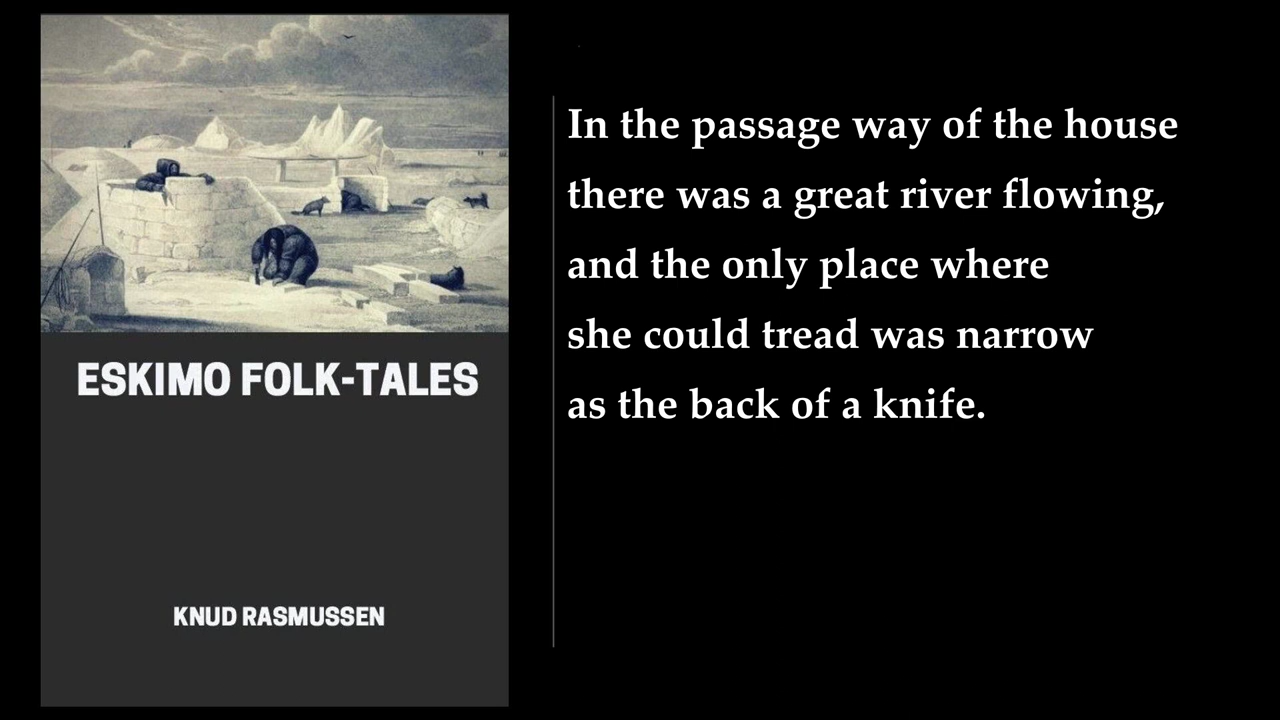 ESKIMO FOLK-TALES
KNUD RASMUSSEN
In the passage way of the house
there was a great river flowing,
and the only place where
she could tread was narrow
as the back of a knife.